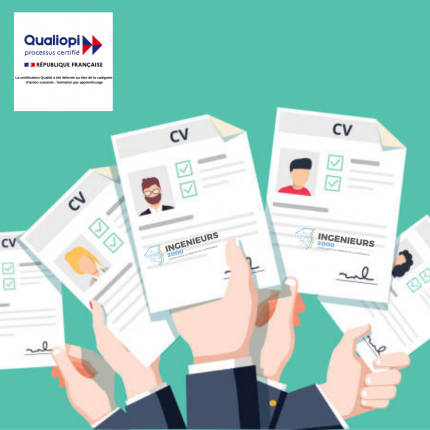 Qualiopi
processus certifié
RÉPUBLIQUE FRANÇAISE
La certification Qualité a été délivrée au titre de la catégorie
d'action suivante : formation par apprentissage
CV
CV
CV
CV
INGENIEURS
2000
INGENIEURS
2000